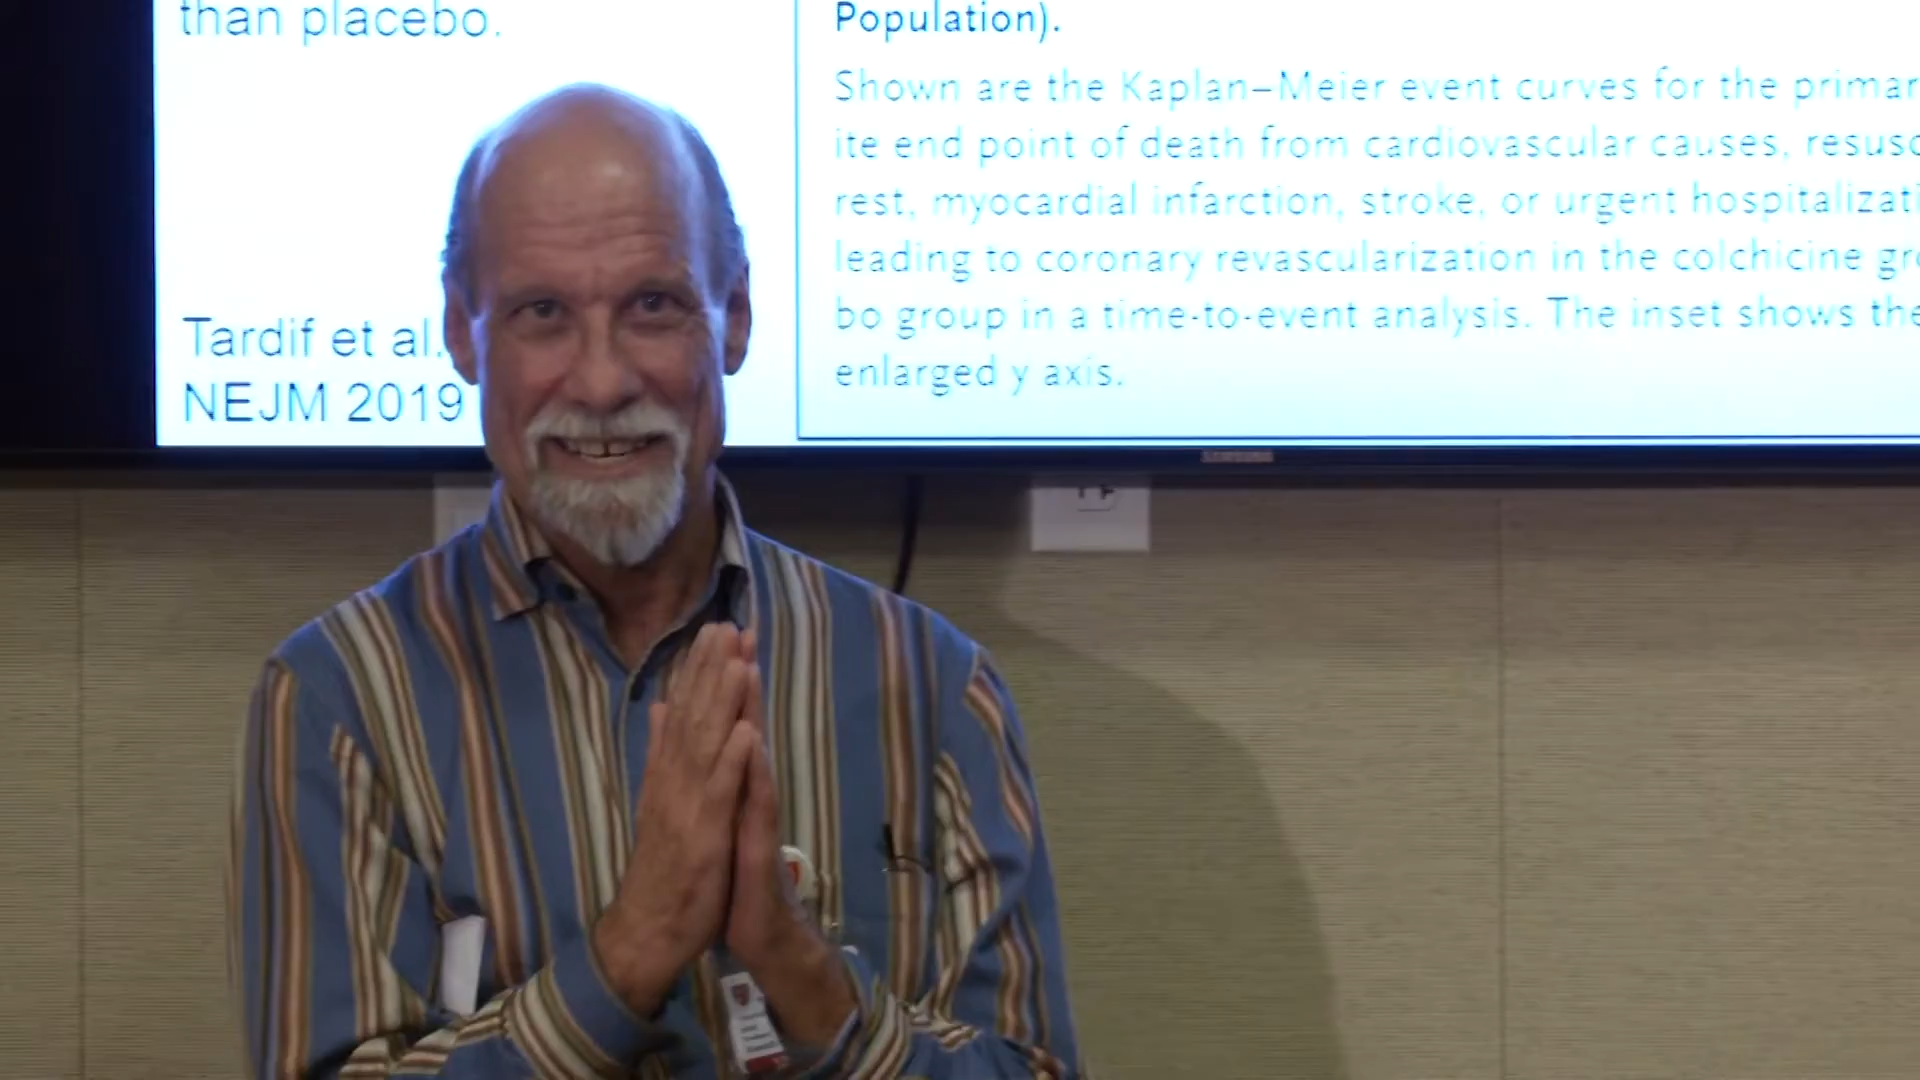 than placebo.
Tardif et al.
NEJM 2019
Population).
Shown are the Kaplan–Meier event curves for the primar
ite end point of death from cardiovascular causes, resusc
rest, myocardial infarction, stroke, or urgent hospitalizati
leading to coronary revascularization in the colchicine gro
bo group in a time-to-event analysis. The inset shows the
enlarged y axis.
SAMSUNG